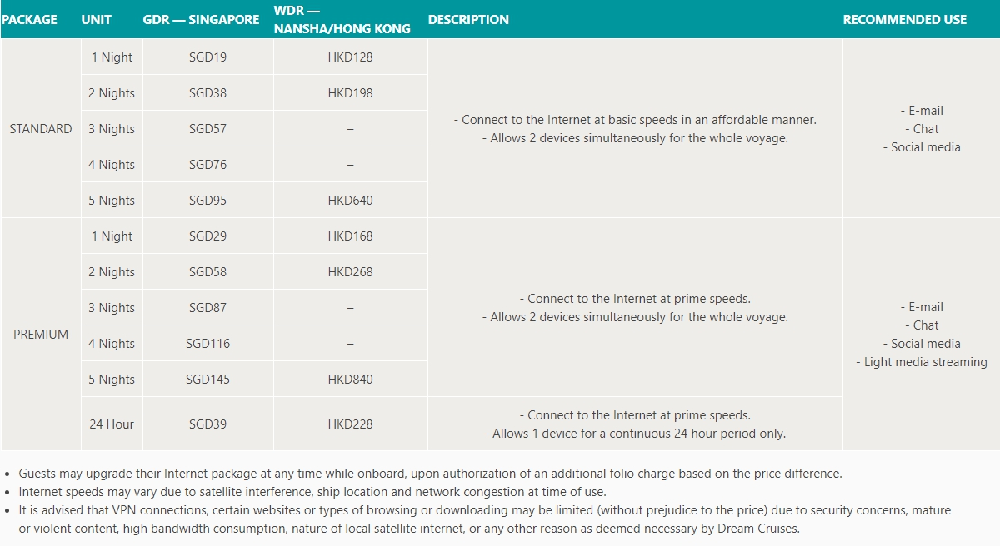 PACKAGE UNIT GDR — SINGAPORE WDR — NANSHA/HONG KONG DESCRIPTION RECOMMENDED USE
STANDARD
1 Night SGD19 HKD128
2 Nights SGD38 HKD198
3 Nights SGD57 –
4 Nights SGD76 –
5 Nights SGD95 HKD640
- Connect to the Internet at basic speeds in an affordable manner.
- Allows 2 devices simultaneously for the whole voyage.
- E-mail
- Chat
- Social media
PREMIUM
1 Night SGD29 HKD168
2 Nights SGD58 HKD268
3 Nights SGD87 –
4 Nights SGD116 –
5 Nights SGD145 HKD840
- Connect to the Internet at prime speeds.
- Allows 2 devices simultaneously for the whole voyage.
24 Hour SGD39 HKD228
- Connect to the Internet at prime speeds.
- Allows 1 device for a continuous 24 hour period only.
- E-mail
- Chat
- Social media
- Light media streaming
• Guests may upgrade their Internet package at any time while onboard, upon authorization of an additional folio charge based on the price difference.
• Internet speeds may vary due to satellite interference, ship location and network congestion at time of use.
• It is advised that VPN connections, certain websites or types of browsing or downloading may be limited (without prejudice to the price) due to security concerns, mature
or violent content, high bandwidth consumption, nature of local satellite internet, or any other reason as deemed necessary by Dream Cruises.